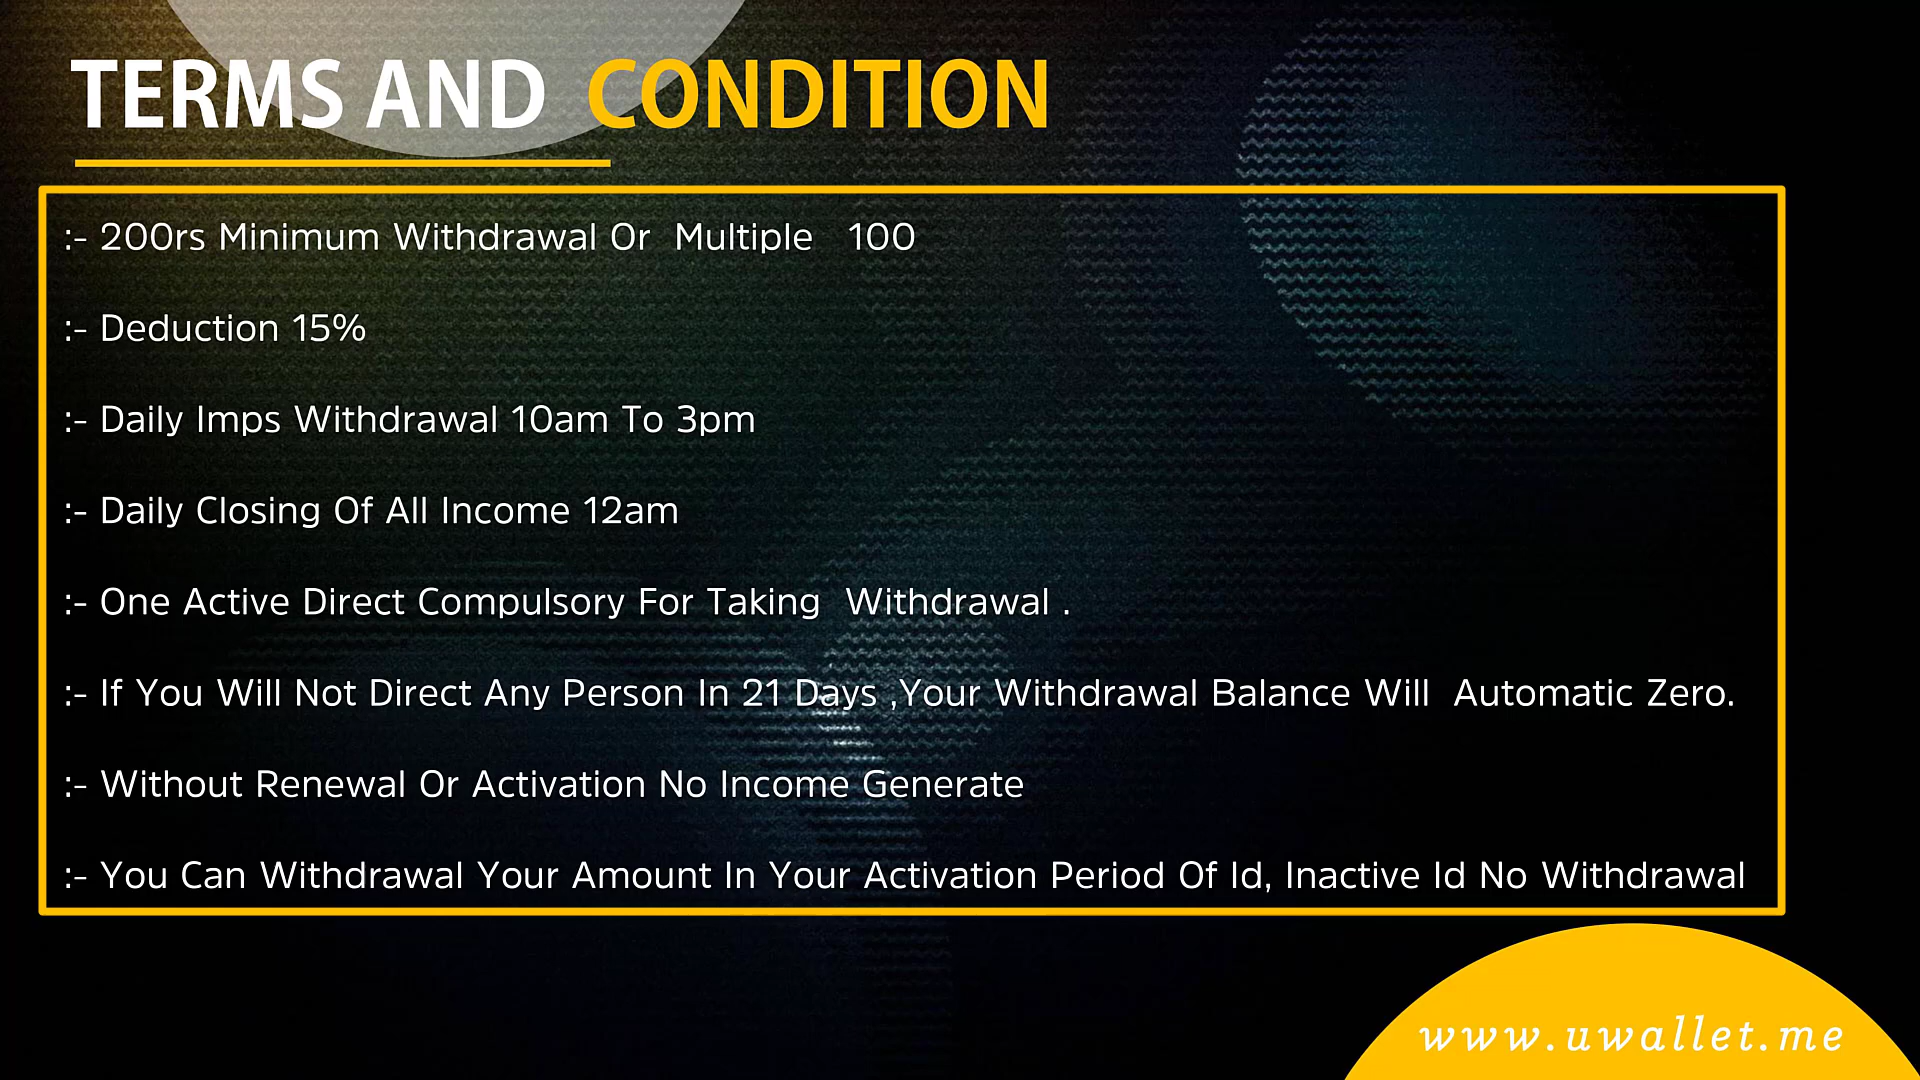 TERMS AND CONDITION
:- 200rs Minimum Withdrawal Or Multiple 100
:- Deduction 15%
:- Daily Imps Withdrawal 10am To 3pm
:- Daily Closing Of All Income 12am
:- One Active Direct Compulsory For Taking Withdrawal .
:- If You Will Not Direct Any Person In 21 Days ,Your Withdrawal Balance Will Automatic Zero.
:- Without Renewal Or Activation No Income Generate
:- You Can Withdrawal Your Amount In Your Activation Period Of Id, Inactive Id No Withdrawal
www.uwallet.me